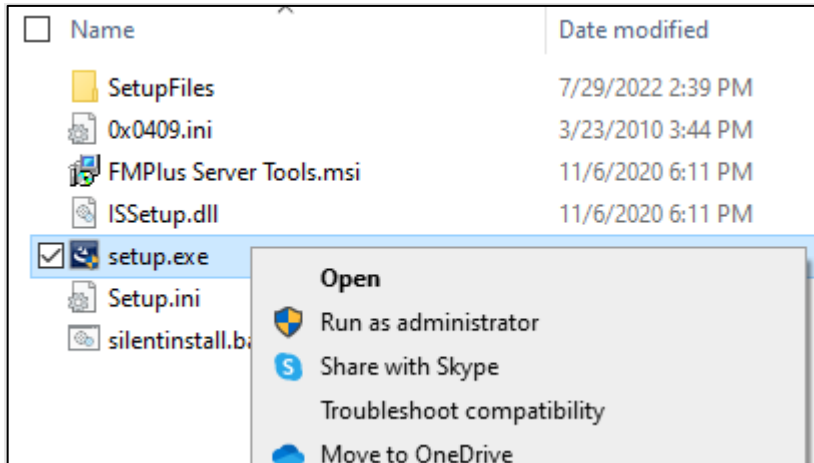 Name Date modified
SetupFiles 7/29/2022 2:39 PM
0x0409.ini 3/23/2010 3:44 PM
FMPlus Server Tools.msi 11/6/2020 6:11 PM
ISSetup.dll 11/6/2020 6:11 PM
setup.exe
Setup.ini
silentinstall.ba
Open
Run as administrator
Share with Skype
Troubleshoot compatibility
Move to OneDrive